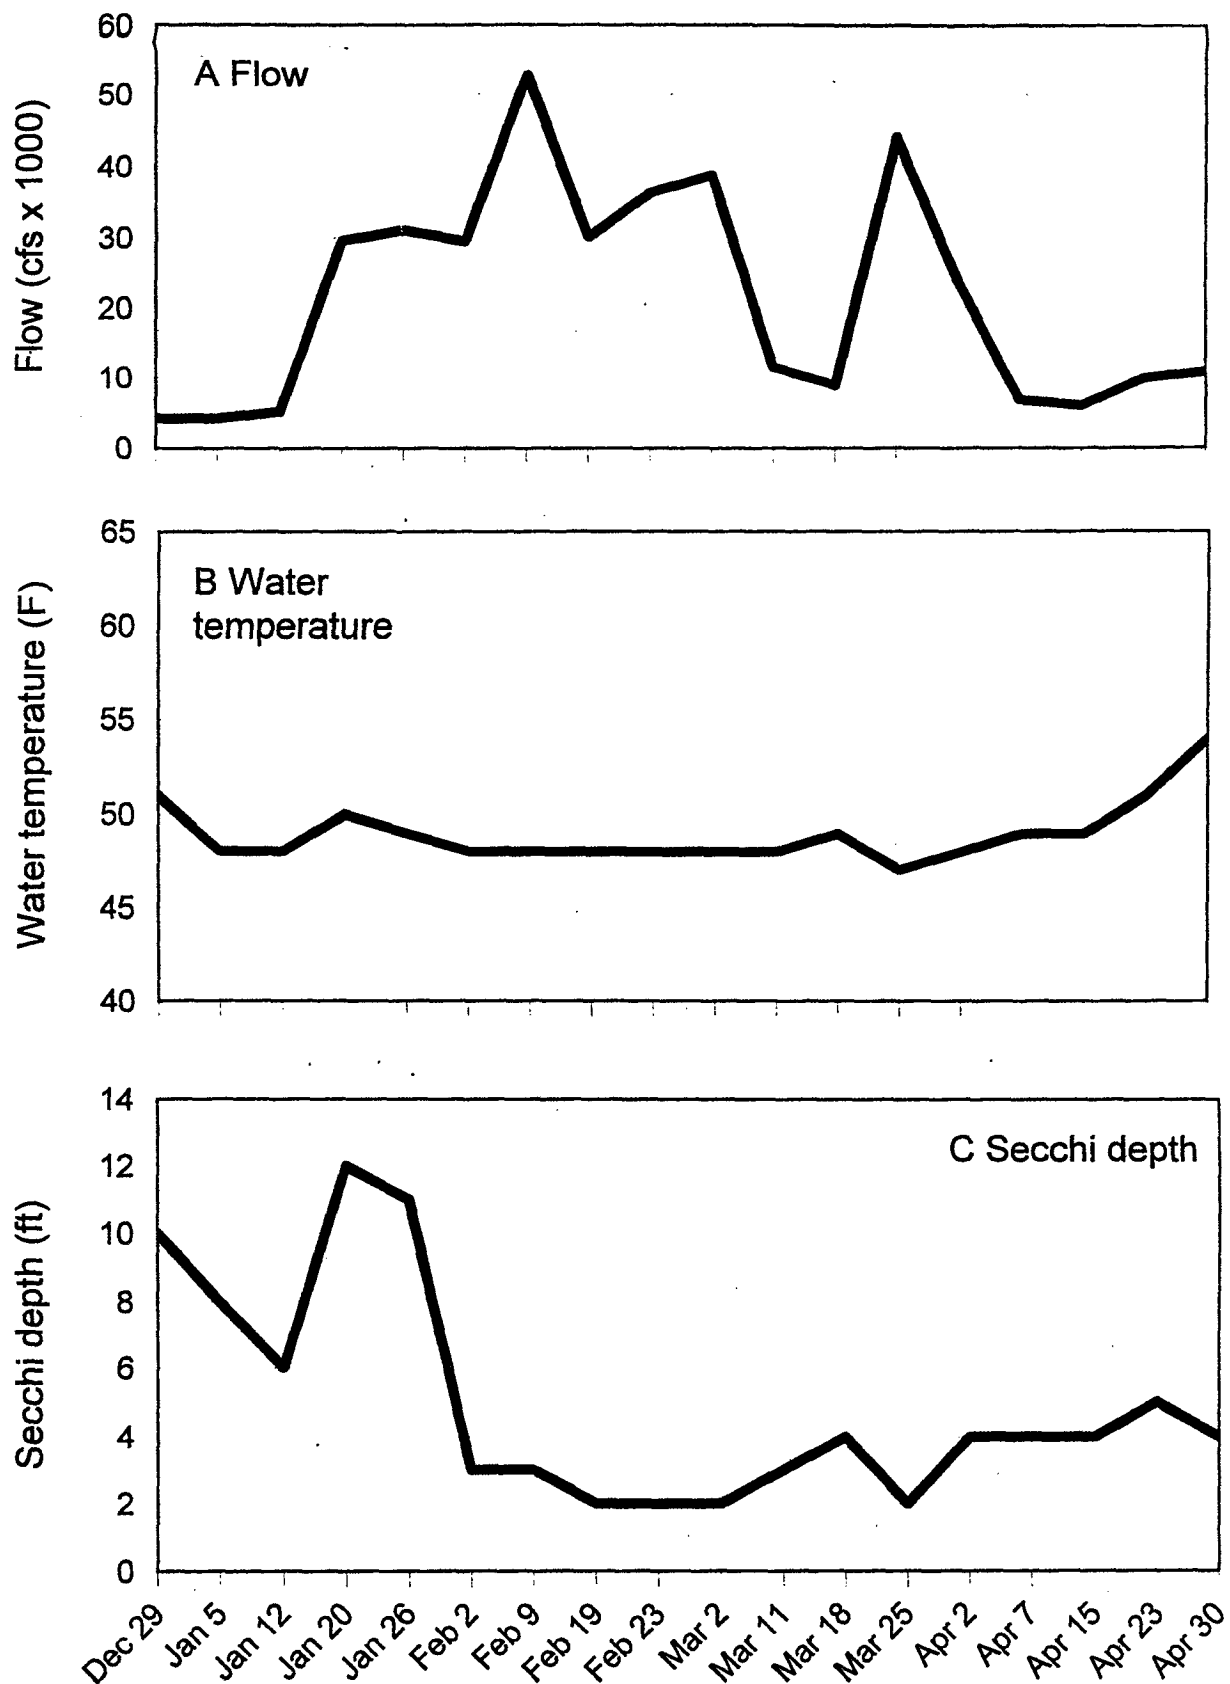 60
A Flow
50
40
30
20
10
0
Flow (cfs x 1000)
65
B Water
temperature
60
55
50
45
40
Water temperature (F)
14
C Secchi depth
12
10
8
6
4
2
0
Secchi depth (ft)
Dec 29
Jan 5
Jan 12
Jan 20
Jan 26
Feb 2
Feb 9
Feb 19
Feb 23
Mar 2
Mar 11
Mar 18
Mar 25
Apr 2
Apr 7
Apr 15
Apr 23
Apr 30